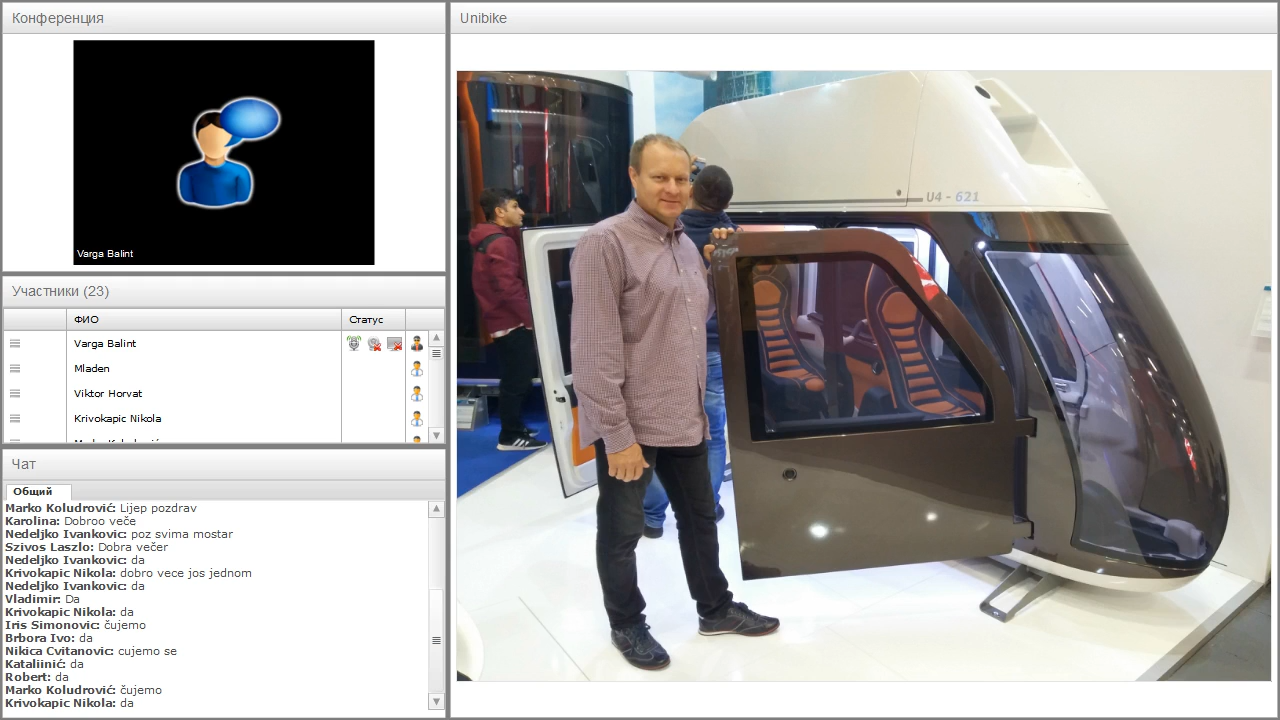 Конференция
Varga Balint
Участники (23)
ФИО
Статус
Varga Balint
Mladen
Viktor Horvat
Krivokapic Nikola
Чат
Общий
Marko Koludrović: Lijep pozdrav
Karolina: Dobroo veče
Nedeljko Ivankovic: poz svima mostar
Szivos Laszlo: Dobra večer
Nedeljko Ivankovic: da
Krivokapic Nikola: dobro vece jos jednom
Nedeljko Ivankovic: da
Vladimir: Da
Krivokapic Nikola: da
Iris Simonovic: čujemo
Brbora Ivo: da
Nikica Cvitanovic: cujemo se
Kataliinić: da
Robert: da
Marko Koludrović: čujemo
Krivokapic Nikola: da
Unibike
U4 - 621